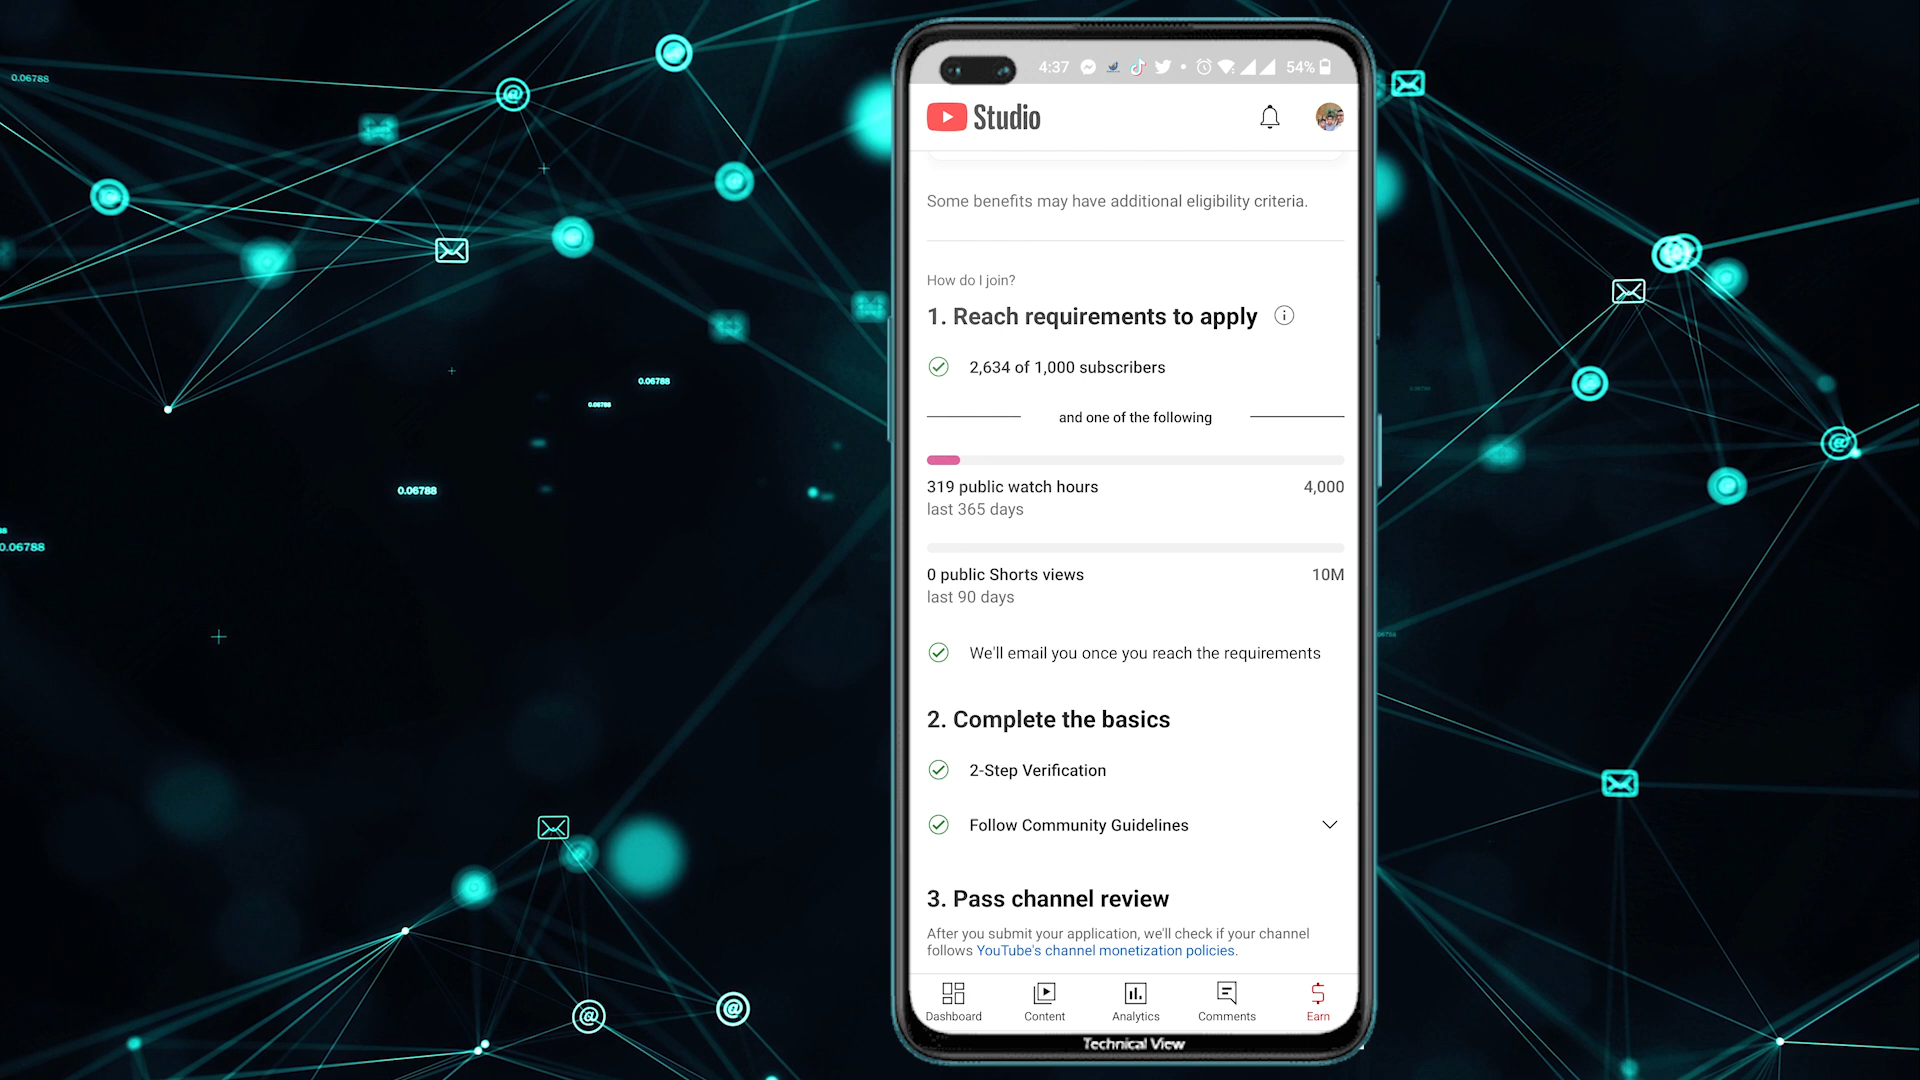 4:37
54%
Studio
Some benefits may have additional eligibility criteria.
How do I join?
1. Reach requirements to apply
2,634 of 1,000 subscribers
and one of the following
319 public watch hours 4,000
last 365 days
0 public Shorts views 10M
last 90 days
We'll email you once you reach the requirements
2. Complete the basics
2-Step Verification
Follow Community Guidelines
3. Pass channel review
After you submit your application, we'll check if your channel
follows YouTube's channel monetization policies.
Dashboard Content Analytics Comments Earn
Technical View
0.06788
0.06788
0.06788
0.06788
0.06788